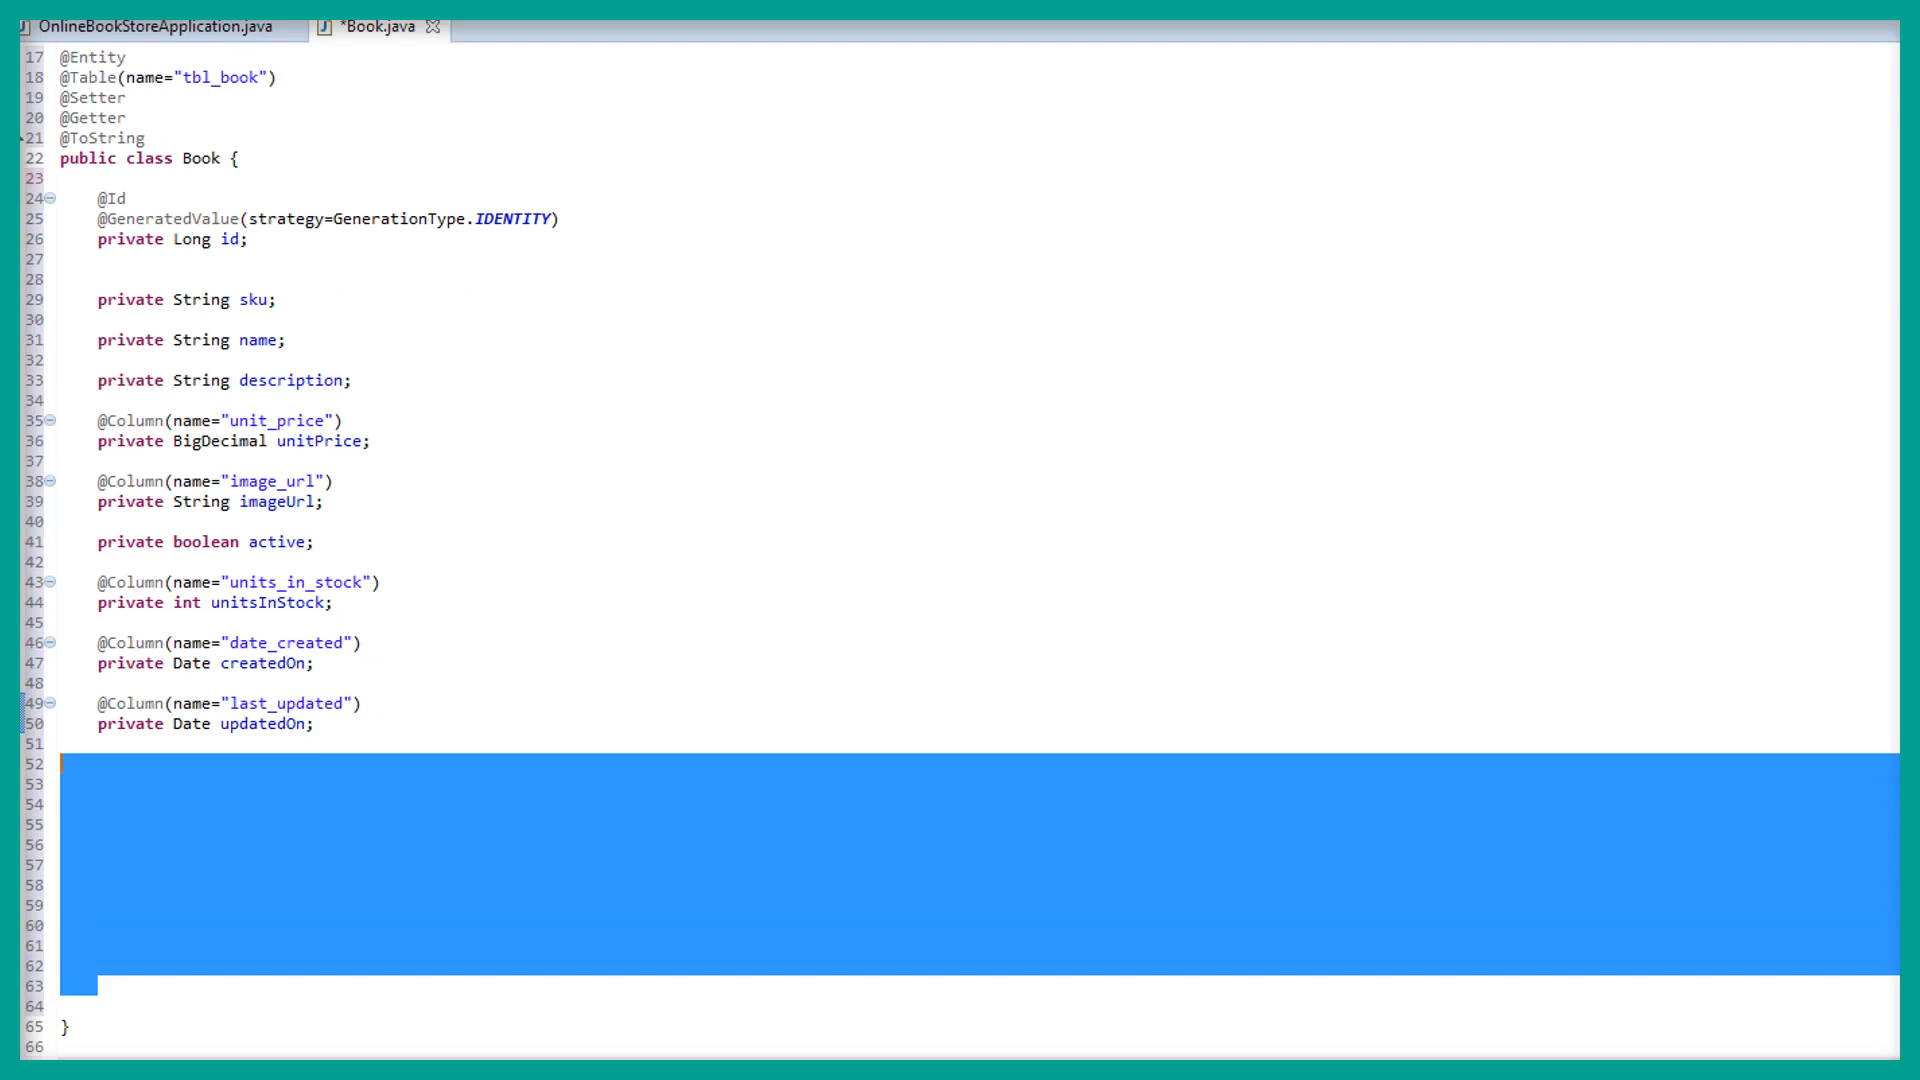 OnlineBookStoreApplication.java *Book.java
17 @Entity
18 @Table(name="tbl_book")
19 @Setter
20 @Getter
21 @ToString
22 public class Book {
23
24 @Id
25 @GeneratedValue(strategy=GenerationType.IDENTITY)
26 private Long id;
27
28
29 private String sku;
30
31 private String name;
32
33 private String description;
34
35 @Column(name="unit_price")
36 private BigDecimal unitPrice;
37
38 @Column(name="image_url")
39 private String imageUrl;
40
41 private boolean active;
42
43 @Column(name="units_in_stock")
44 private int unitsInStock;
45
46 @Column(name="date_created")
47 private Date createdOn;
48
49 @Column(name="last_updated")
50 private Date updatedOn;
51
52
53
54
55
56
57
58
59
60
61
62
63
64
65 }
66